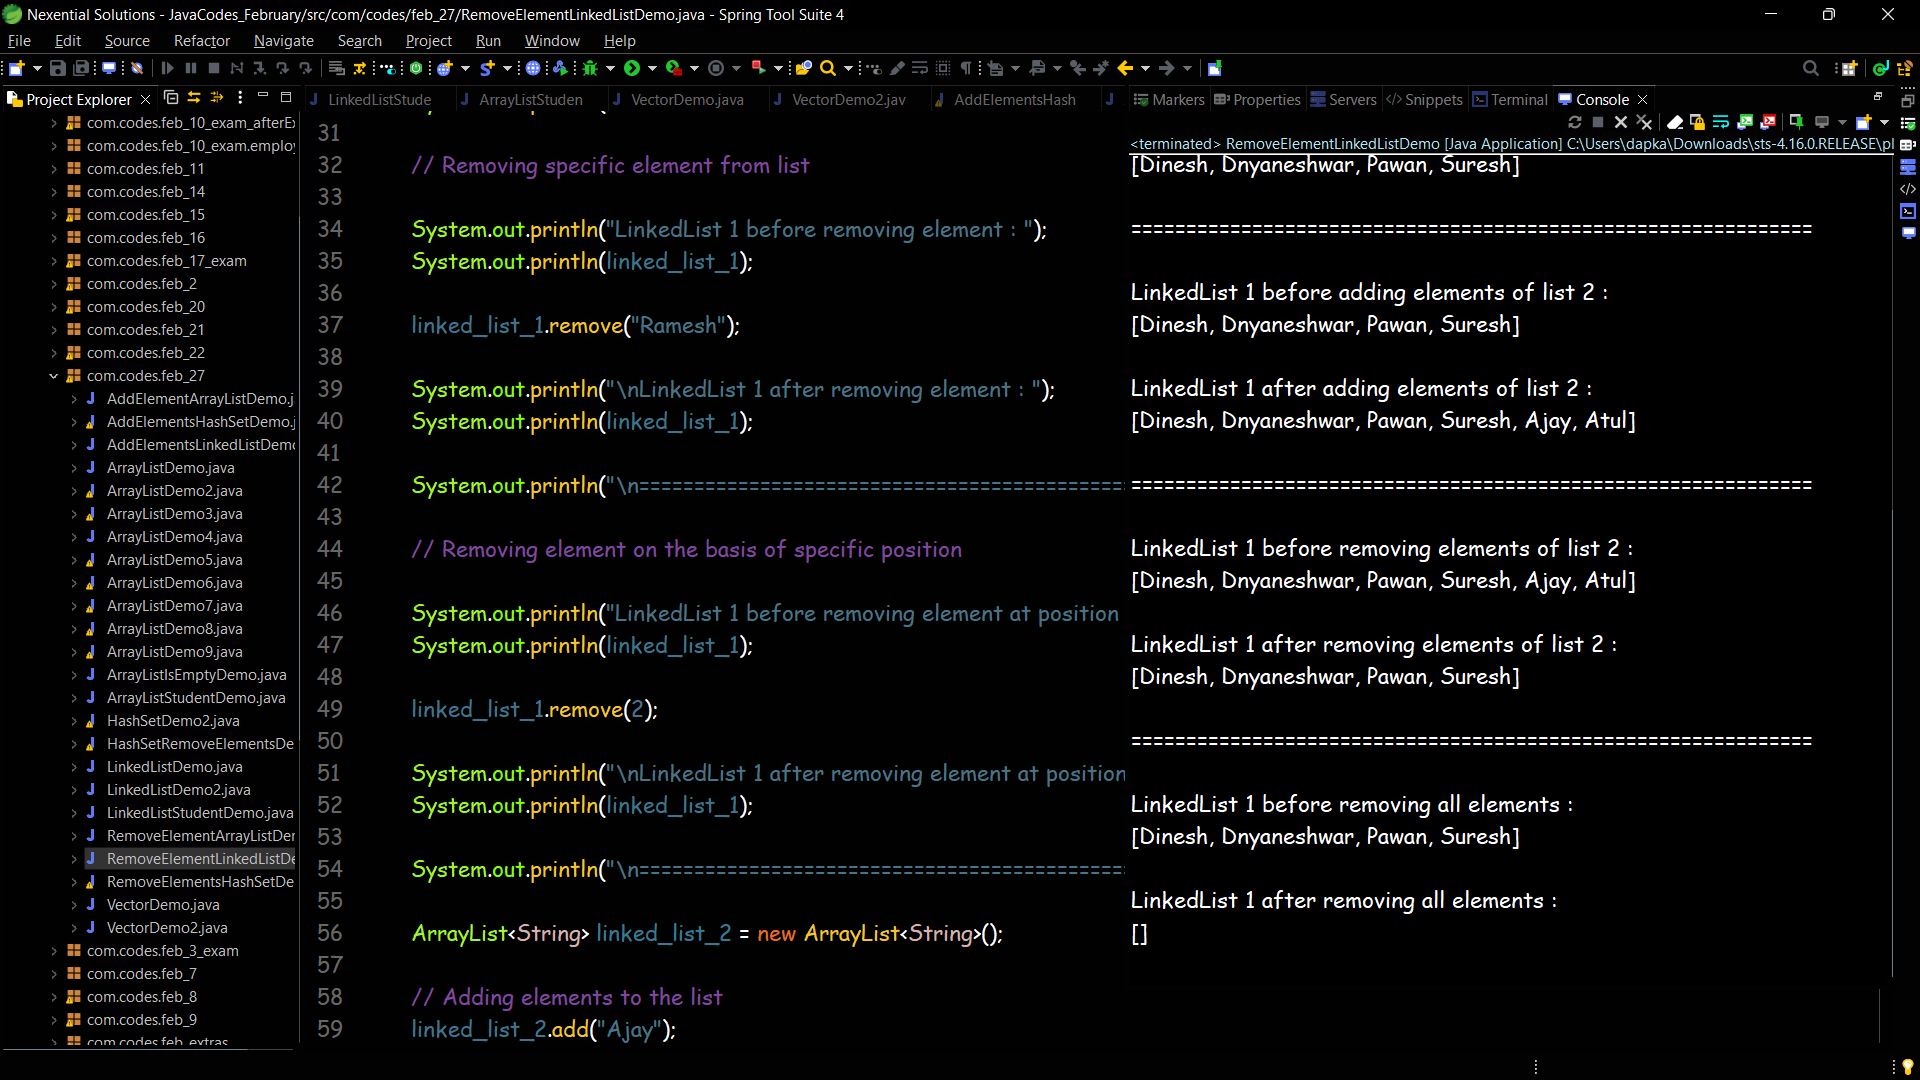 Nexential Solutions - JavaCodes_February/src/com/codes/feb_27/RemoveElementLinkedListDemo.java - Spring Tool Suite 4
File Edit Source Refactor Navigate Search Project Run Window Help
Project Explorer
com.codes.feb_10_exam_afterEx
com.codes.feb_10_exam.employ
com.codes.feb_11
com.codes.feb_14
com.codes.feb_15
com.codes.feb_16
com.codes.feb_17_exam
com.codes.feb_2
com.codes.feb_20
com.codes.feb_21
com.codes.feb_22
com.codes.feb_27
AddElementArrayListDemo.j
AddElementsHashSetDemo.j
AddElementsLinkedListDemo
ArrayListDemo.java
ArrayListDemo2.java
ArrayListDemo3.java
ArrayListDemo4.java
ArrayListDemo5.java
ArrayListDemo6.java
ArrayListDemo7.java
ArrayListDemo8.java
ArrayListDemo9.java
ArrayListIsEmptyDemo.java
ArrayListStudentDemo.java
HashSetDemo2.java
HashSetRemoveElementsDe
LinkedListDemo.java
LinkedListDemo2.java
LinkedListStudentDemo.java
RemoveElementArrayListDer
RemoveElementLinkedListDe
RemoveElementsHashSetDe
VectorDemo.java
VectorDemo2.java
com.codes.feb_3_exam
com.codes.feb_7
com.codes.feb_8
com.codes.feb_9
com.codes.feb_extras
LinkedListStude ArrayListStuden VectorDemo.java VectorDemo2.jav AddElementsHash
31
32 // Removing specific element from list
33
34 System.out.println("LinkedList 1 before removing element : ");
35 System.out.println(linked_list_1);
36
37 linked_list_1.remove("Ramesh");
38
39 System.out.println("\nLinkedList 1 after removing element : ");
40 System.out.println(linked_list_1);
41
42 System.out.println("\n============================================
43
44 // Removing element on the basis of specific position
45
46 System.out.println("LinkedList 1 before removing element at position
47 System.out.println(linked_list_1);
48
49 linked_list_1.remove(2);
50
51 System.out.println("\nLinkedList 1 after removing element at position
52 System.out.println(linked_list_1);
53
54 System.out.println("\n============================================
55
56 ArrayList<String> linked_list_2 = new ArrayList<String>();
57
58 // Adding elements to the list
59 linked_list_2.add("Ajay");
Markers Properties Servers Snippets Terminal Console
<terminated> RemoveElementLinkedListDemo [Java Application] C:\Users\dapka\Downloads\sts-4.16.0.RELEASE\pl
[Dinesh, Dnyaneshwar, Pawan, Suresh]
==============================================================
LinkedList 1 before adding elements of list 2 :
[Dinesh, Dnyaneshwar, Pawan, Suresh]
LinkedList 1 after adding elements of list 2 :
[Dinesh, Dnyaneshwar, Pawan, Suresh, Ajay, Atul]
==============================================================
LinkedList 1 before removing elements of list 2 :
[Dinesh, Dnyaneshwar, Pawan, Suresh, Ajay, Atul]
LinkedList 1 after removing elements of list 2 :
[Dinesh, Dnyaneshwar, Pawan, Suresh]
==============================================================
LinkedList 1 before removing all elements :
[Dinesh, Dnyaneshwar, Pawan, Suresh]
LinkedList 1 after removing all elements :
[]